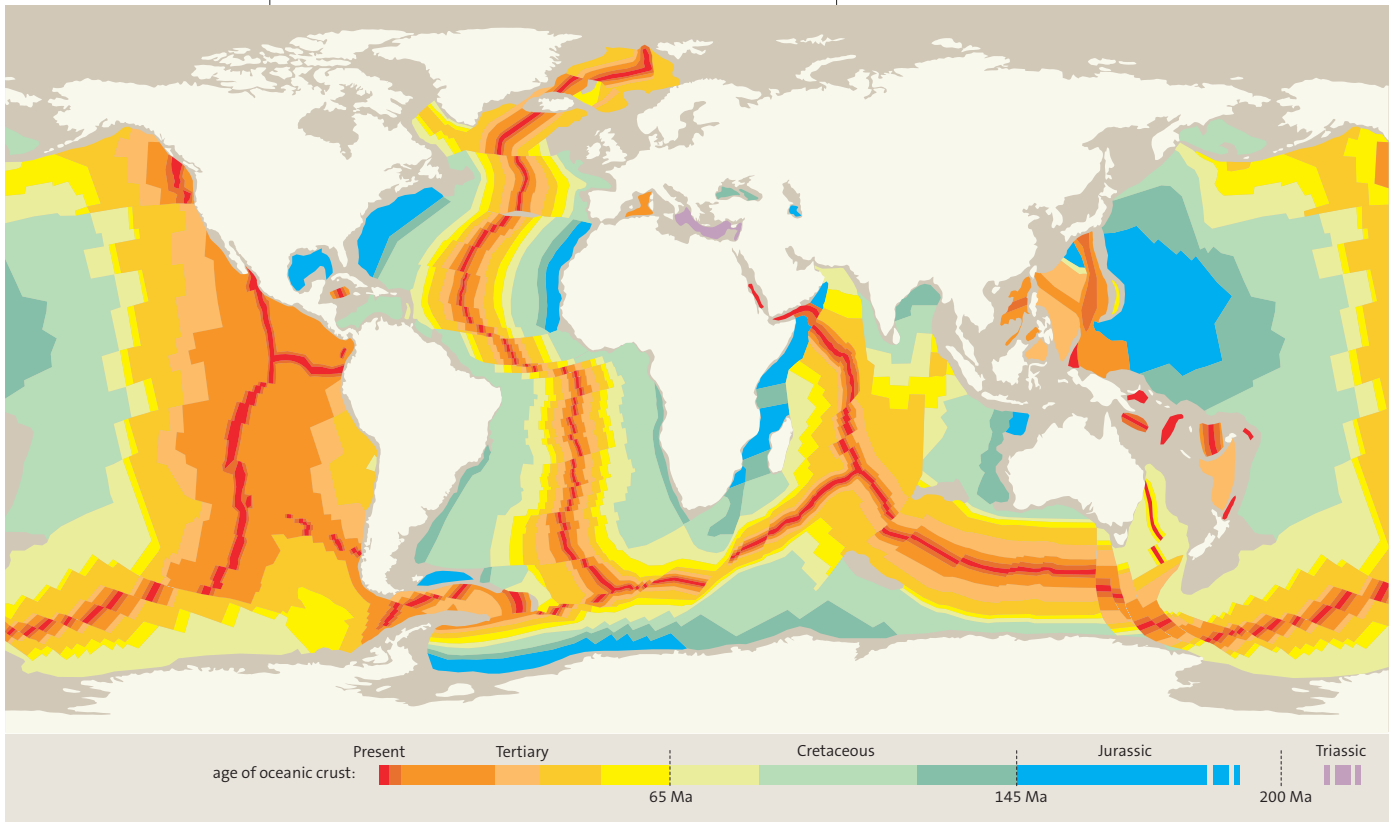 Present Tertiary Cretaceous Jurassic Triassic
age of oceanic crust:
65 Ma 145 Ma 200 Ma